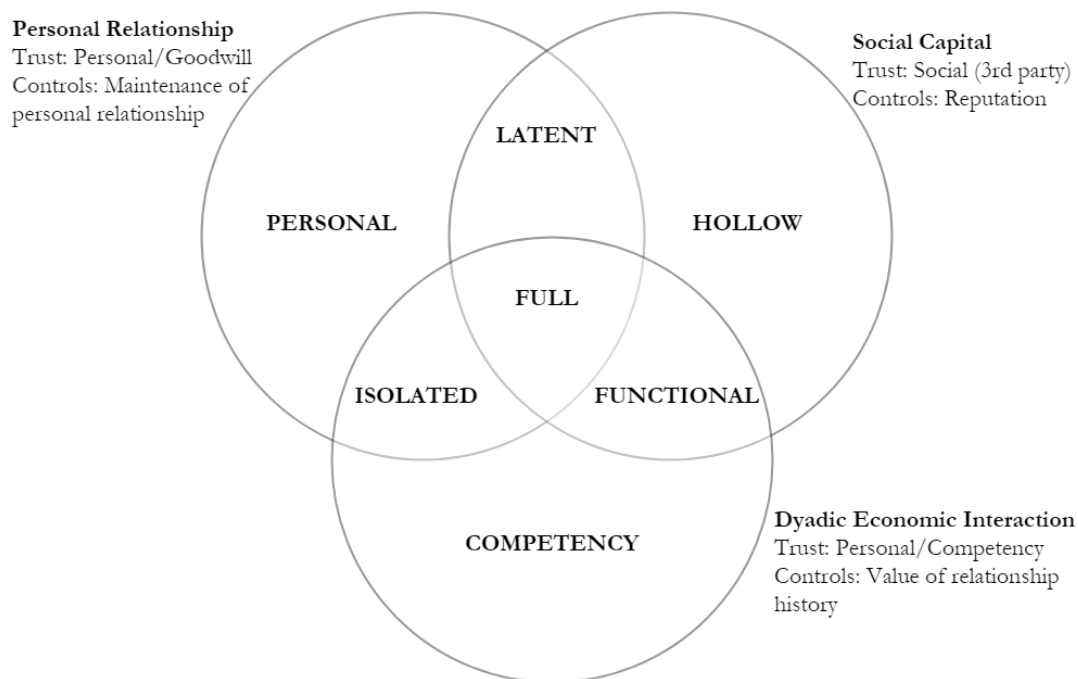 Personal Relationship
Trust: Personal/Goodwill
Controls: Maintenance of
personal relationship
Social Capital
Trust: Social (3rd party)
Controls: Reputation
LATENT
PERSONAL
HOLLOW
FULL
ISOLATED
FUNCTIONAL
COMPETENCY
Dyadic Economic Interaction
Trust: Personal/Competency
Controls: Value of relationship
history